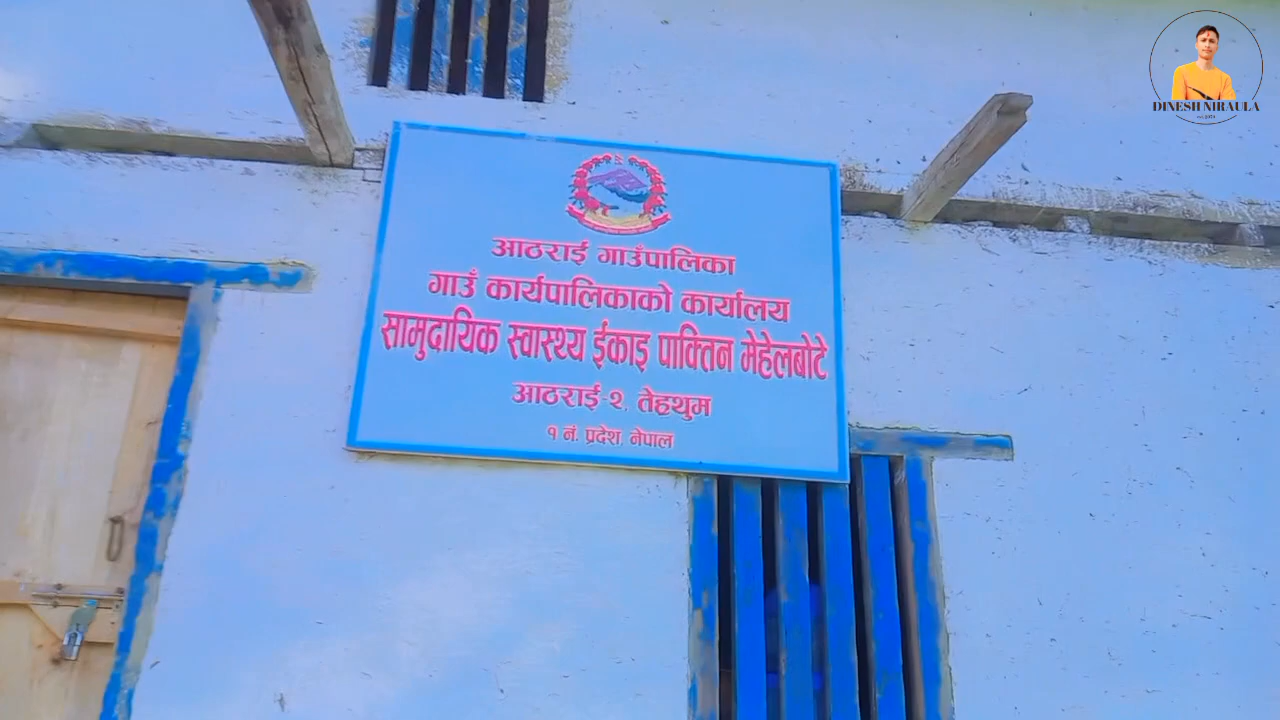 आठराई गाउँपालिका
गाउँ कार्यपालिकाको कार्यालय
सामुदायिक स्वास्थ्य ईकाइ पाक्तिन मेहेलबोटे
आठराई-२, तेह्रथुम
१ नं. प्रदेश, नेपाल
DINESH NIRAULA